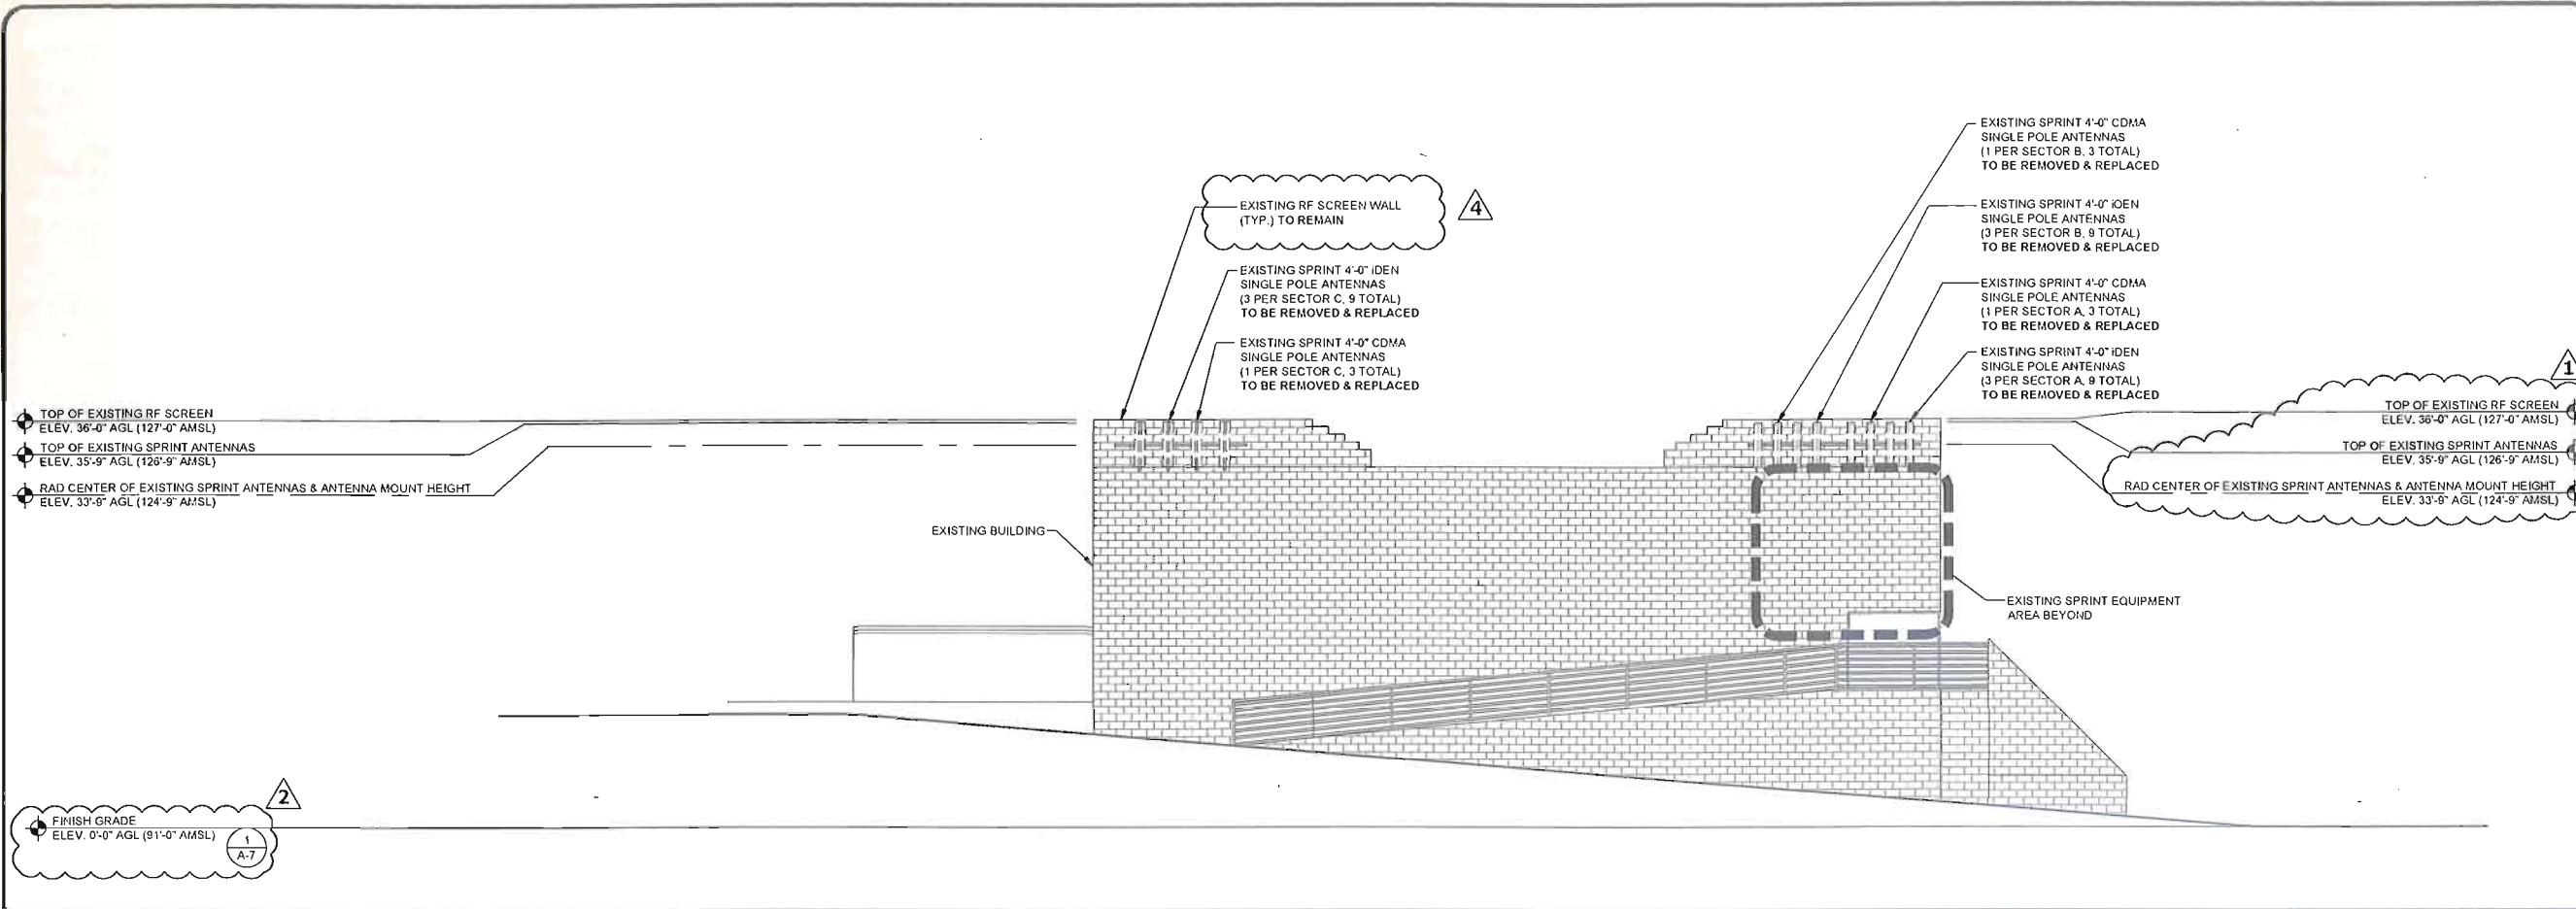 EXISTING SPRINT 4'-0" CDMA
SINGLE POLE ANTENNAS
(1 PER SECTOR B, 3 TOTAL)
TO BE REMOVED & REPLACED
EXISTING RF SCREEN WALL
(TYP.) TO REMAIN
4
EXISTING SPRINT 4'-0" iOEN
SINGLE POLE ANTENNAS
(3 PER SECTOR B, 9 TOTAL)
TO BE REMOVED & REPLACED
EXISTING SPRINT 4'-0" iDEN
SINGLE POLE ANTENNAS
(3 PER SECTOR C, 9 TOTAL)
TO BE REMOVED & REPLACED
EXISTING SPRINT 4'-0" CDMA
SINGLE POLE ANTENNAS
(1 PER SECTOR A, 3 TOTAL)
TO BE REMOVED & REPLACED
EXISTING SPRINT 4'-0" CDMA
SINGLE POLE ANTENNAS
(1 PER SECTOR C, 3 TOTAL)
TO BE REMOVED & REPLACED
EXISTING SPRINT 4'-0" iDEN
SINGLE POLE ANTENNAS
(3 PER SECTOR A, 9 TOTAL)
TO BE REMOVED & REPLACED
1
TOP OF EXISTING RF SCREEN
ELEV. 36'-0" AGL (127'-0" AMSL)
TOP OF EXISTING SPRINT ANTENNAS
ELEV. 35'-9" AGL (126'-9" AMSL)
RAD CENTER OF EXISTING SPRINT ANTENNAS & ANTENNA MOUNT HEIGHT
ELEV. 33'-9" AGL (124'-9" AMSL)
TOP OF EXISTING RF SCREEN
ELEV. 36'-0" AGL (127'-0" AMSL)
TOP OF EXISTING SPRINT ANTENNAS
ELEV. 35'-9" AGL (126'-9" AMSL)
RAD CENTER OF EXISTING SPRINT ANTENNAS & ANTENNA MOUNT HEIGHT
ELEV. 33'-9" AGL (124'-9" AMSL)
EXISTING BUILDING
EXISTING SPRINT EQUIPMENT
AREA BEYOND
2
FINISH GRADE
ELEV. 0'-0" AGL (91'-0" AMSL)
1
A-7